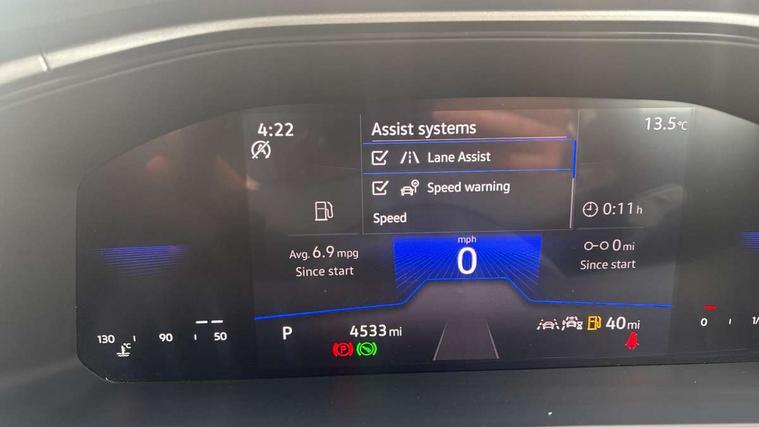 4:22
Assist systems
13.5°C
Lane Assist
Speed warning
Speed
0:11 h
Avg. 6.9 mpg
Since start
mph
0
0 mi
Since start
130
90
50
°C
P
4533 mi
P
40 mi
0
1/